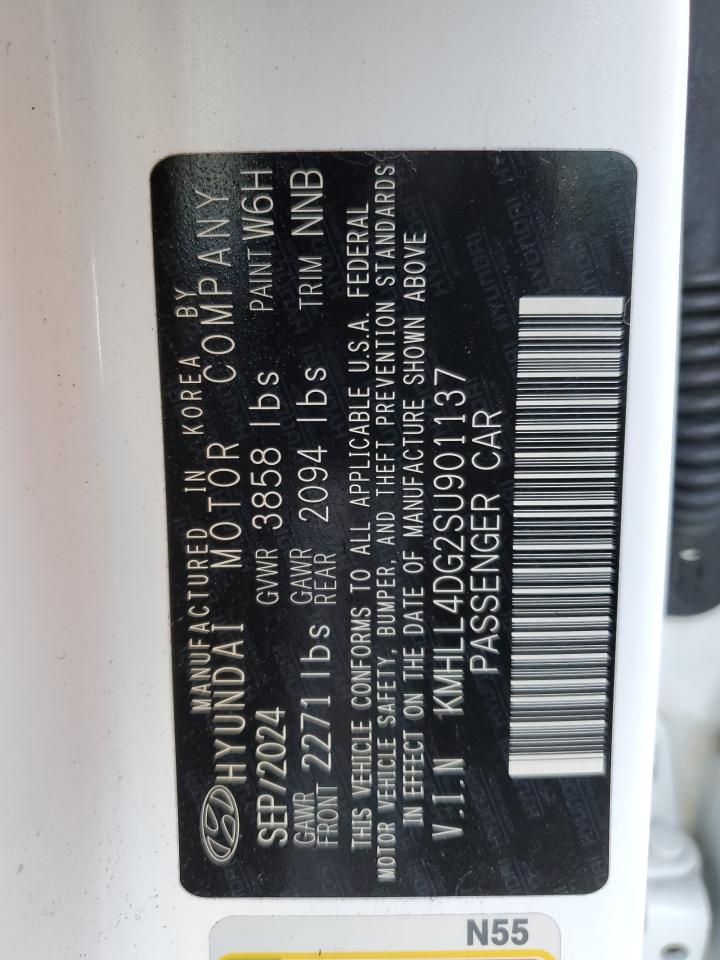 MANUFACTURED IN KOREA BY
HYUNDAI MOTOR COMPANY
SEP/2024 GVWR 3858 lbs PAINT W6H
GAWR FRONT 2271 lbs GAWR REAR 2094 lbs TRIM NNB
THIS VEHICLE CONFORMS TO ALL APPLICABLE U.S.A. FEDERAL
MOTOR VEHICLE SAFETY, BUMPER, AND THEFT PREVENTION STANDARDS
IN EFFECT ON THE DATE OF MANUFACTURE SHOWN ABOVE
V.I.N KMHLL4DG2SU901137
PASSENGER CAR
N55